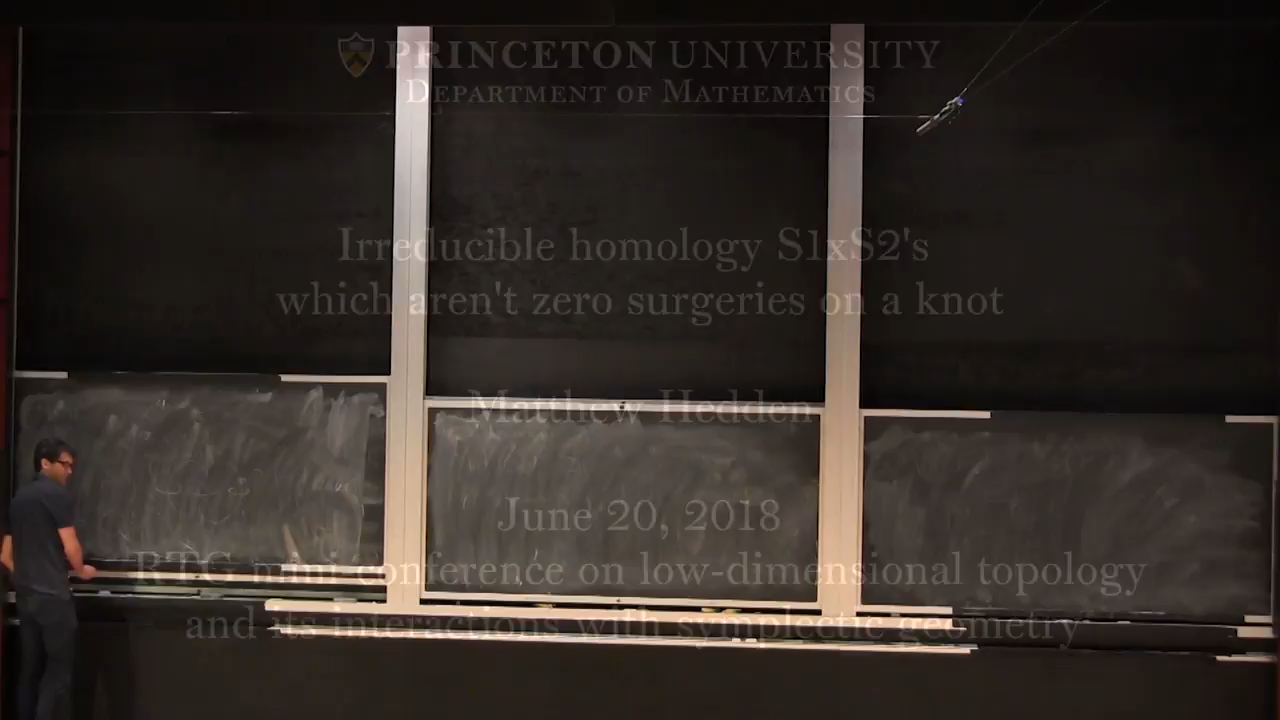 PRINCETON UNIVERSITY
DEPARTMENT OF MATHEMATICS
Irreducible homology S1xS2's
which aren't zero surgeries on a knot
Matthew Hedden
June 20, 2018
RTG mini-conference on low-dimensional topology
and its interactions with symplectic geometry